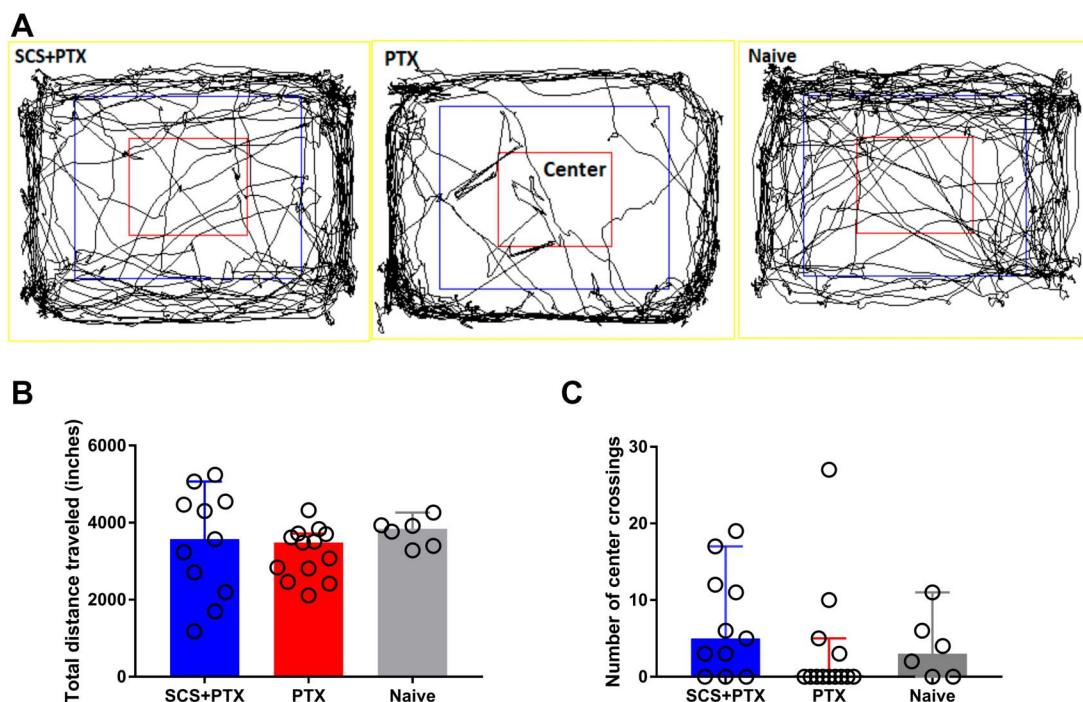 A
SCS+PTX
PTX
Naive
Center
B
C
Total distance traveled (inches)
6000
4000
2000
0
SCS+PTX
PTX
Naive
Number of center crossings
30
20
10
0
SCS+PTX
PTX
Naive